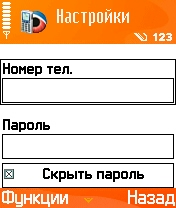 Настройки
123
Номер тел.
Пароль
Скрыть пароль
Функции Назад